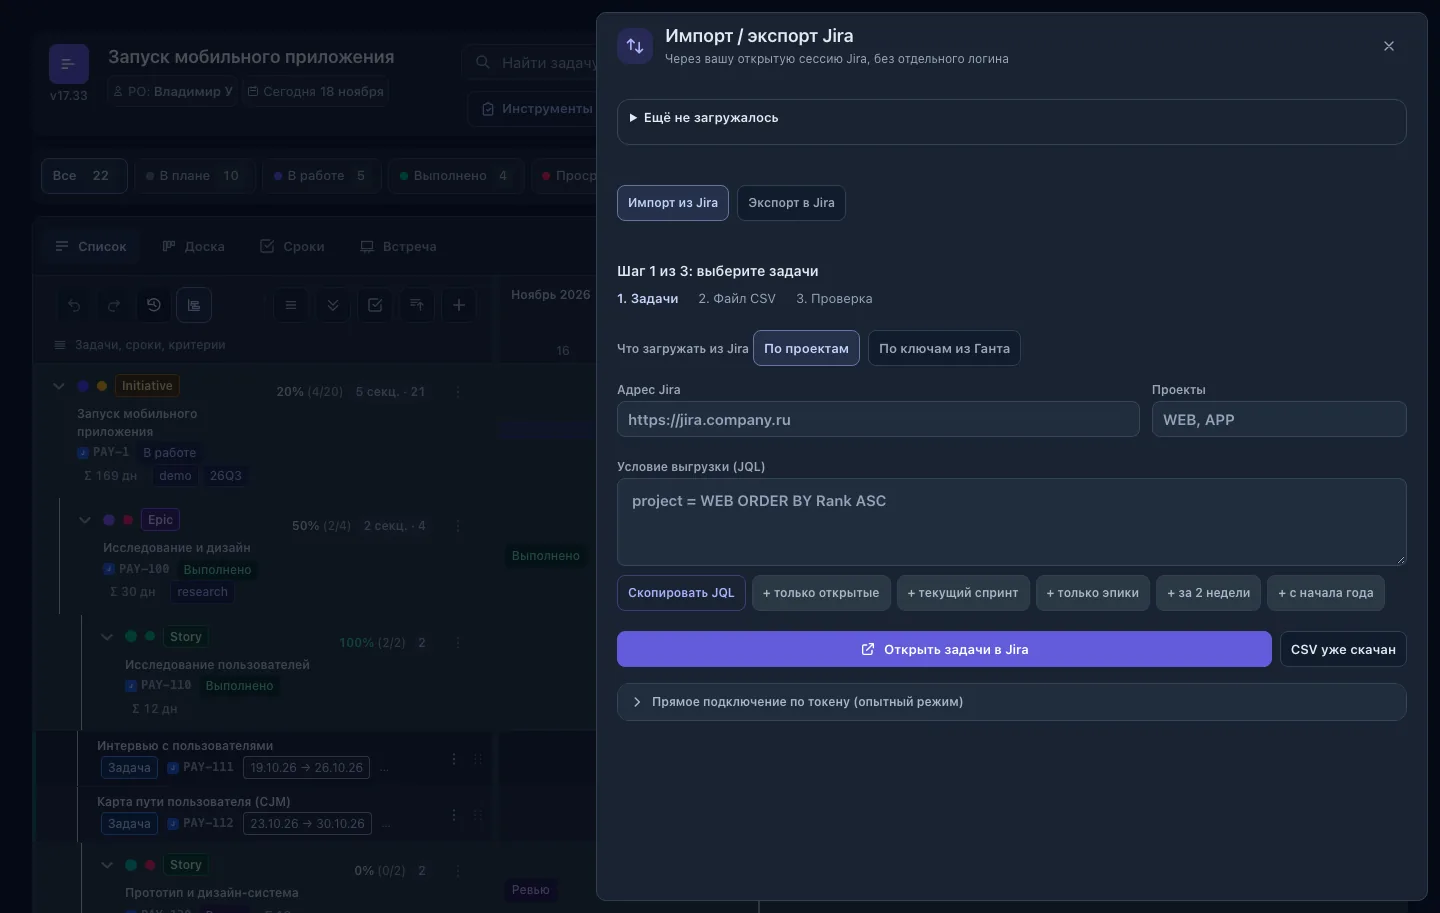 Запуск мобильного приложения
v17.33
PO: Владимир У
Сегодня 18 ноября
Найти задачу
Инструменты
Все 22
В плане 10
В работе 5
Выполнено 4
Проср
Список
Доска
Сроки
Встреча
Ноябрь 2026
Задачи, сроки, критерии
16
Initiative
20% (4/20) 5 секц. · 21
Запуск мобильного
приложения
PAY-1 В работе
Σ 169 дн demo 26Q3
Epic
50% (2/4) 2 секц. · 4
Исследование и дизайн
PAY-100 Выполнено
Σ 30 дн research
Выполнено
Story
100% (2/2) 2
Исследование пользователей
PAY-110 Выполнено
Σ 12 дн
Интервью с пользователями
Задача PAY-111 19.10.26 → 26.10.26 ...
Карта пути пользователя (CJM)
Задача PAY-112 23.10.26 → 30.10.26 ...
Story
0% (0/2) 2
Прототип и дизайн-система
Ревью
Импорт / экспорт Jira
Через вашу открытую сессию Jira, без отдельного логина
Ещё не загружалось
Импорт из Jira
Экспорт в Jira
Шаг 1 из 3: выберите задачи
1. Задачи 2. Файл CSV 3. Проверка
Что загружать из Jira По проектам По ключам из Ганта
Адрес Jira
Проекты
https://jira.company.ru
WEB, APP
Условие выгрузки (JQL)
project = WEB ORDER BY Rank ASC
Скопировать JQL + только открытые + текущий спринт + только эпики + за 2 недели + с начала года
Открыть задачи в Jira
CSV уже скачан
Прямое подключение по токену (опытный режим)